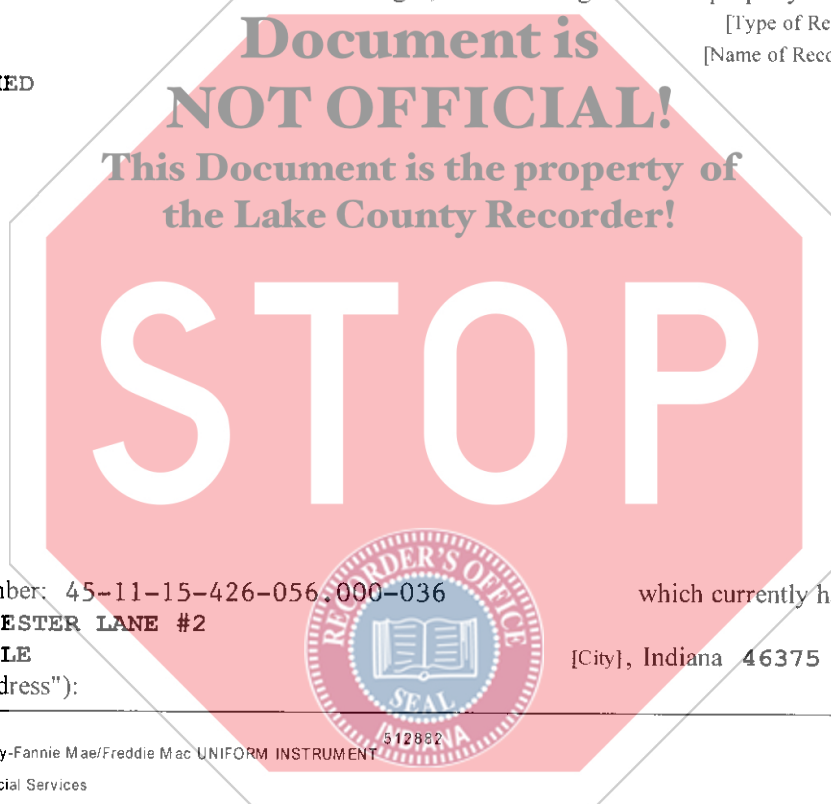 property
Document is
[Type of Re
[Name of Reco
IED
NOT OFFICIAL!
This Document is the property of
the Lake County Recorder!
STOP
ber: 45-11-15-426-056.000-036 which currently h
ESTER LANE #2
LE [City], Indiana 46375
dress"):
RECORDER'S OFFICE
SEAL
INDIANA
512882
y-Fannie Mae/Freddie Mac UNIFORM INSTRUMENT
cial Services